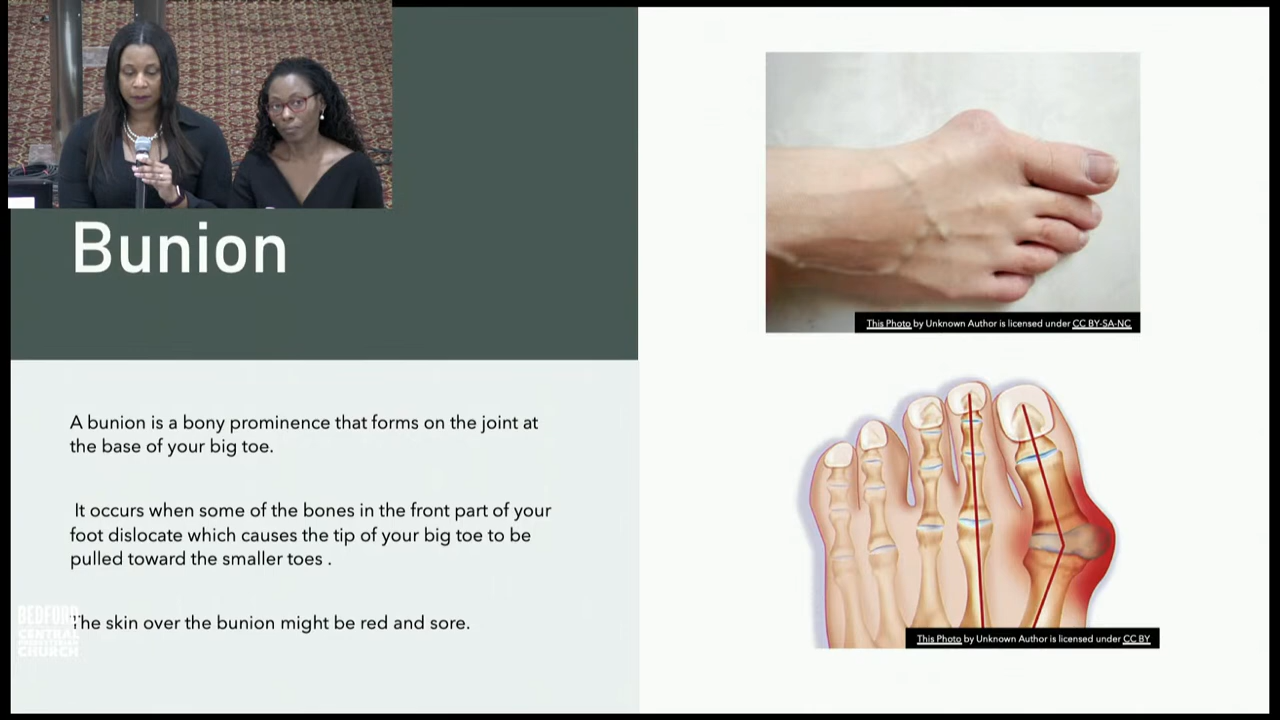 Bunion
A bunion is a bony prominence that forms on the joint at
the base of your big toe.
It occurs when some of the bones in the front part of your
foot dislocate which causes the tip of your big toe to be
pulled toward the smaller toes .
The skin over the bunion might be red and sore.
BEDFORD
CENTRAL
PRESBYTERIAN
CHURCH
This Photo by Unknown Author is licensed under CC BY-SA-NC
This Photo by Unknown Author is licensed under CC BY